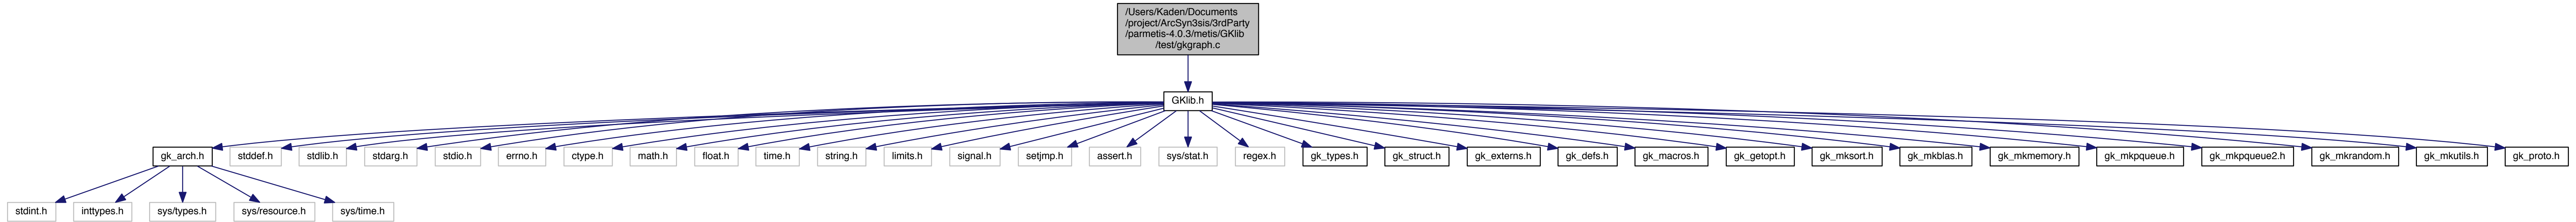 /Users/Kaden/Documents
/project/ArcSyn3sis/3rdParty
/parmetis-4.0.3/metis/GKlib
/test/gkgraph.c
GKlib.h
gk_arch.h
stddef.h
stdlib.h
stdarg.h
stdio.h
errno.h
ctype.h
math.h
float.h
time.h
string.h
limits.h
signal.h
setjmp.h
assert.h
sys/stat.h
regex.h
gk_types.h
gk_struct.h
gk_externs.h
gk_defs.h
gk_macros.h
gk_getopt.h
gk_mksort.h
gk_mkblas.h
gk_mkmemory.h
gk_mkpqueue.h
gk_mkpqueue2.h
gk_mkrandom.h
gk_mkutils.h
gk_proto.h
stdint.h
inttypes.h
sys/types.h
sys/resource.h
sys/time.h